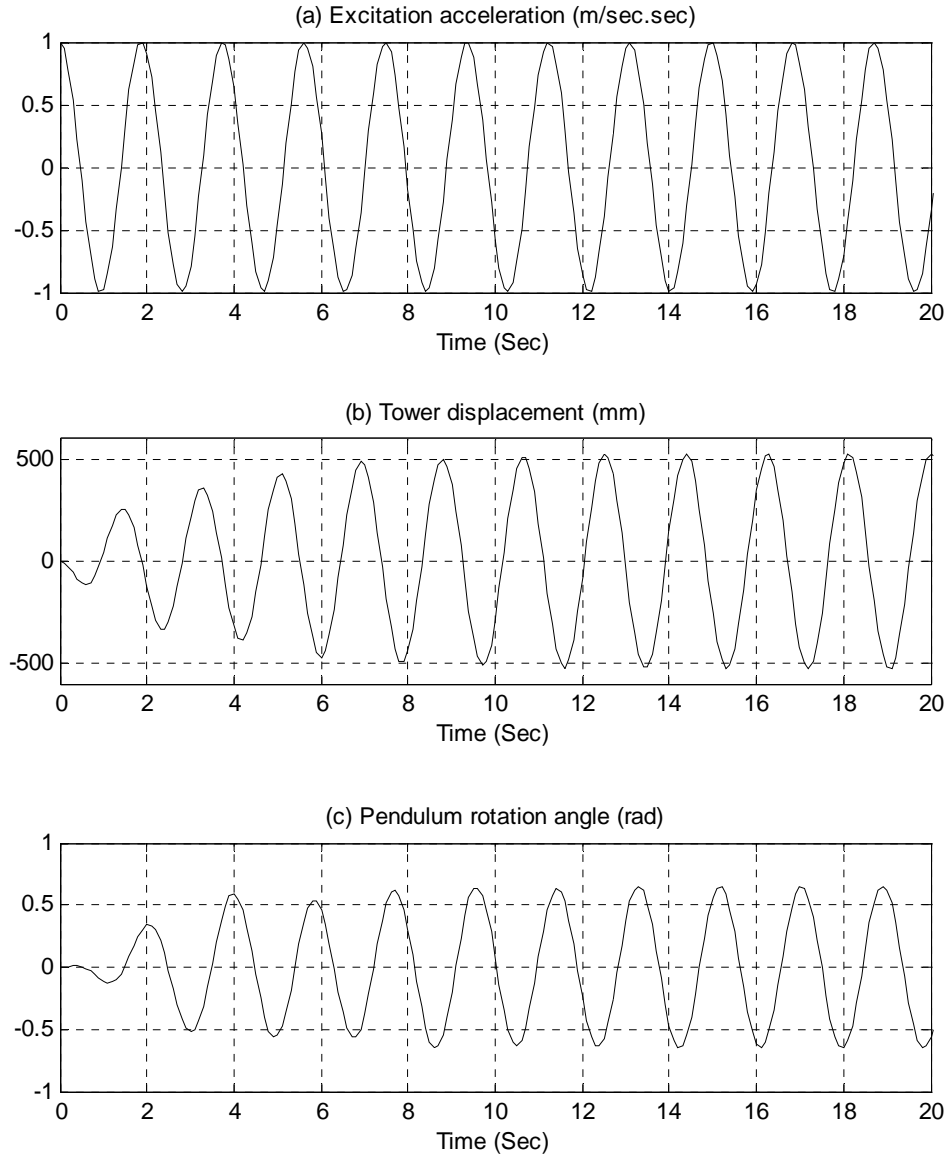 (a) Excitation acceleration (m/sec.sec)
1
0.5
0
-0.5
-1
0 2 4 6 8 10 12 14 16 18 20
Time (Sec)
(b) Tower displacement (mm)
500
0
-500
0 2 4 6 8 10 12 14 16 18 20
Time (Sec)
(c) Pendulum rotation angle (rad)
1
0.5
0
-0.5
-1
0 2 4 6 8 10 12 14 16 18 20
Time (Sec)